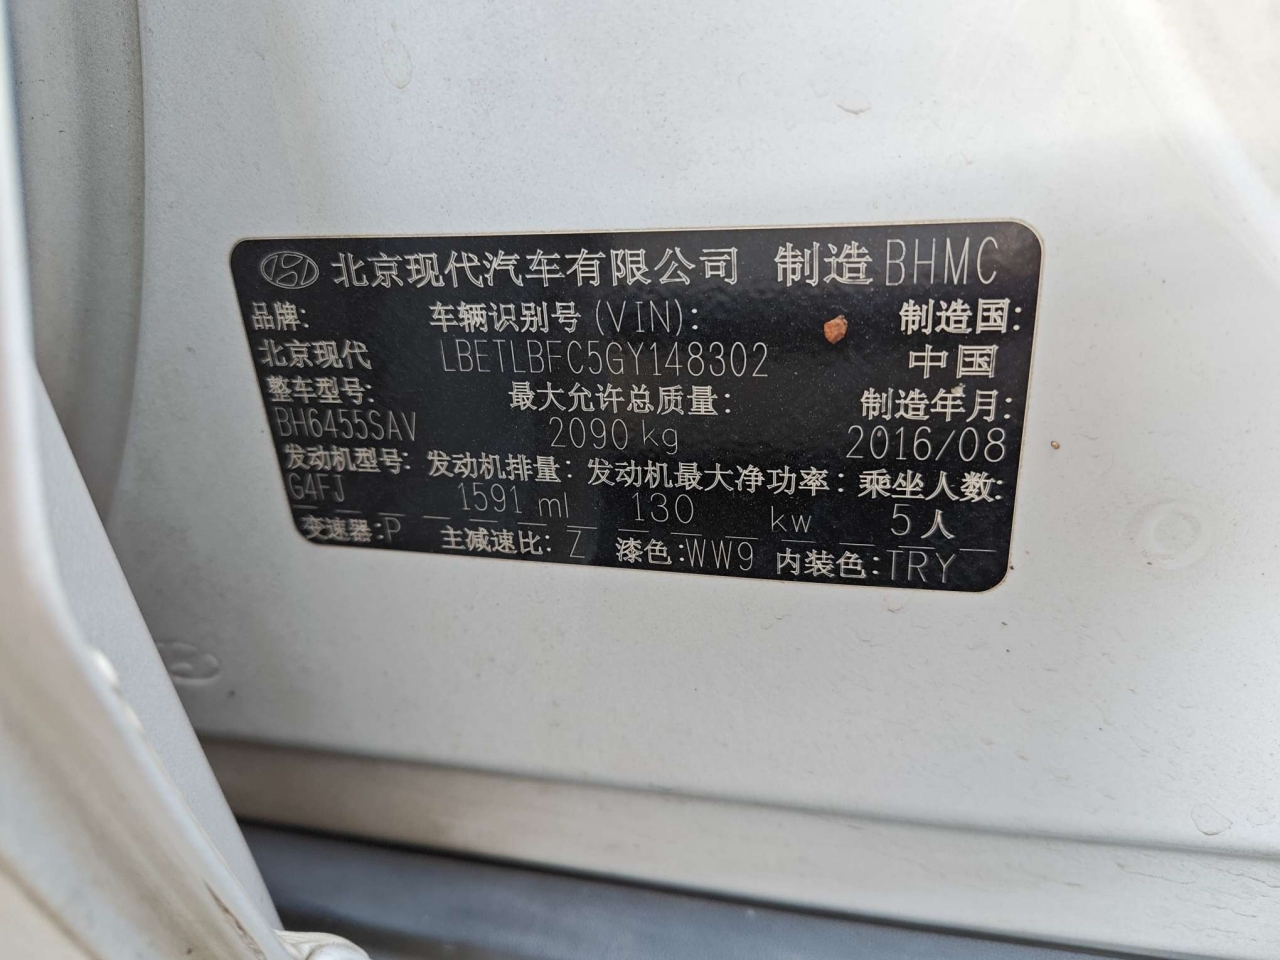 北京现代汽车有限公司 制造 BHMC
品牌: 车辆识别号(VIN): 制造国:
北京现代 LBETLBFC5GY148302 中国
整车型号: 最大允许总质量: 制造年月:
BH6455SAV 2090 kg 2016/08
发动机型号: 发动机排量: 发动机最大净功率: 乘坐人数:
G4FJ 1591 ml 130 kw 5人
变速器:P 主减速比: Z 漆色:WW9 内装色:TRY